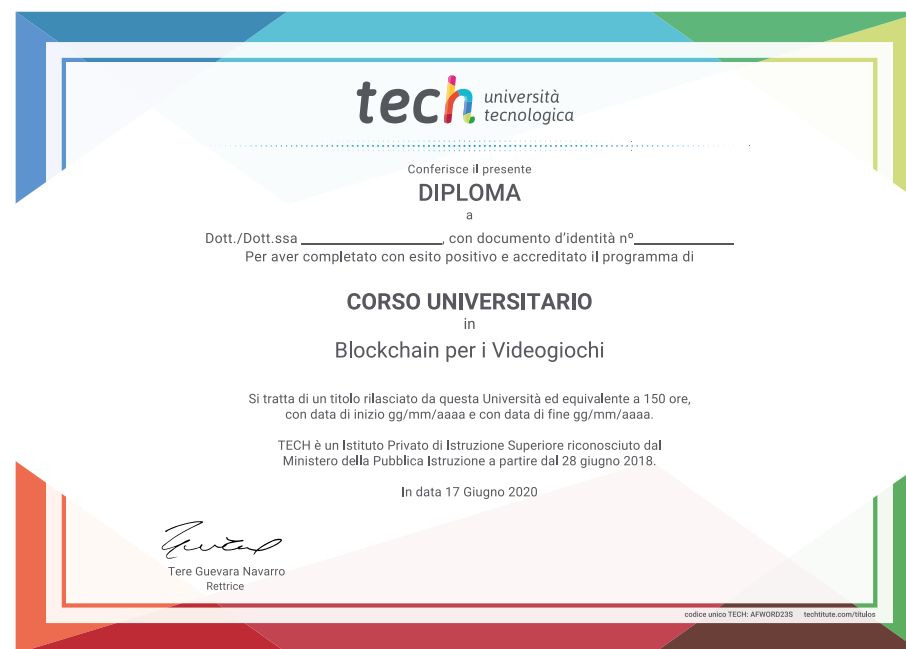 tech università
tecnologica
Conferisce il presente
DIPLOMA
a
Dott./Dott.ssa ________________, con documento d'identità nº____________
Per aver completato con esito positivo e accreditato il programma di
CORSO UNIVERSITARIO
in
Blockchain per i Videogiochi
Si tratta di un titolo rilasciato da questa Università ed equivalente a 150 ore,
con data di inizio gg/mm/aaaa e con data di fine gg/mm/aaaa.
TECH è un Istituto Privato di Istruzione Superiore riconosciuto dal
Ministero della Pubblica Istruzione a partire dal 28 giugno 2018.
In data 17 Giugno 2020
Tere Guevara Navarro
Rettrice
codice unico TECH: AFWORD23S techtitute.com/titulos